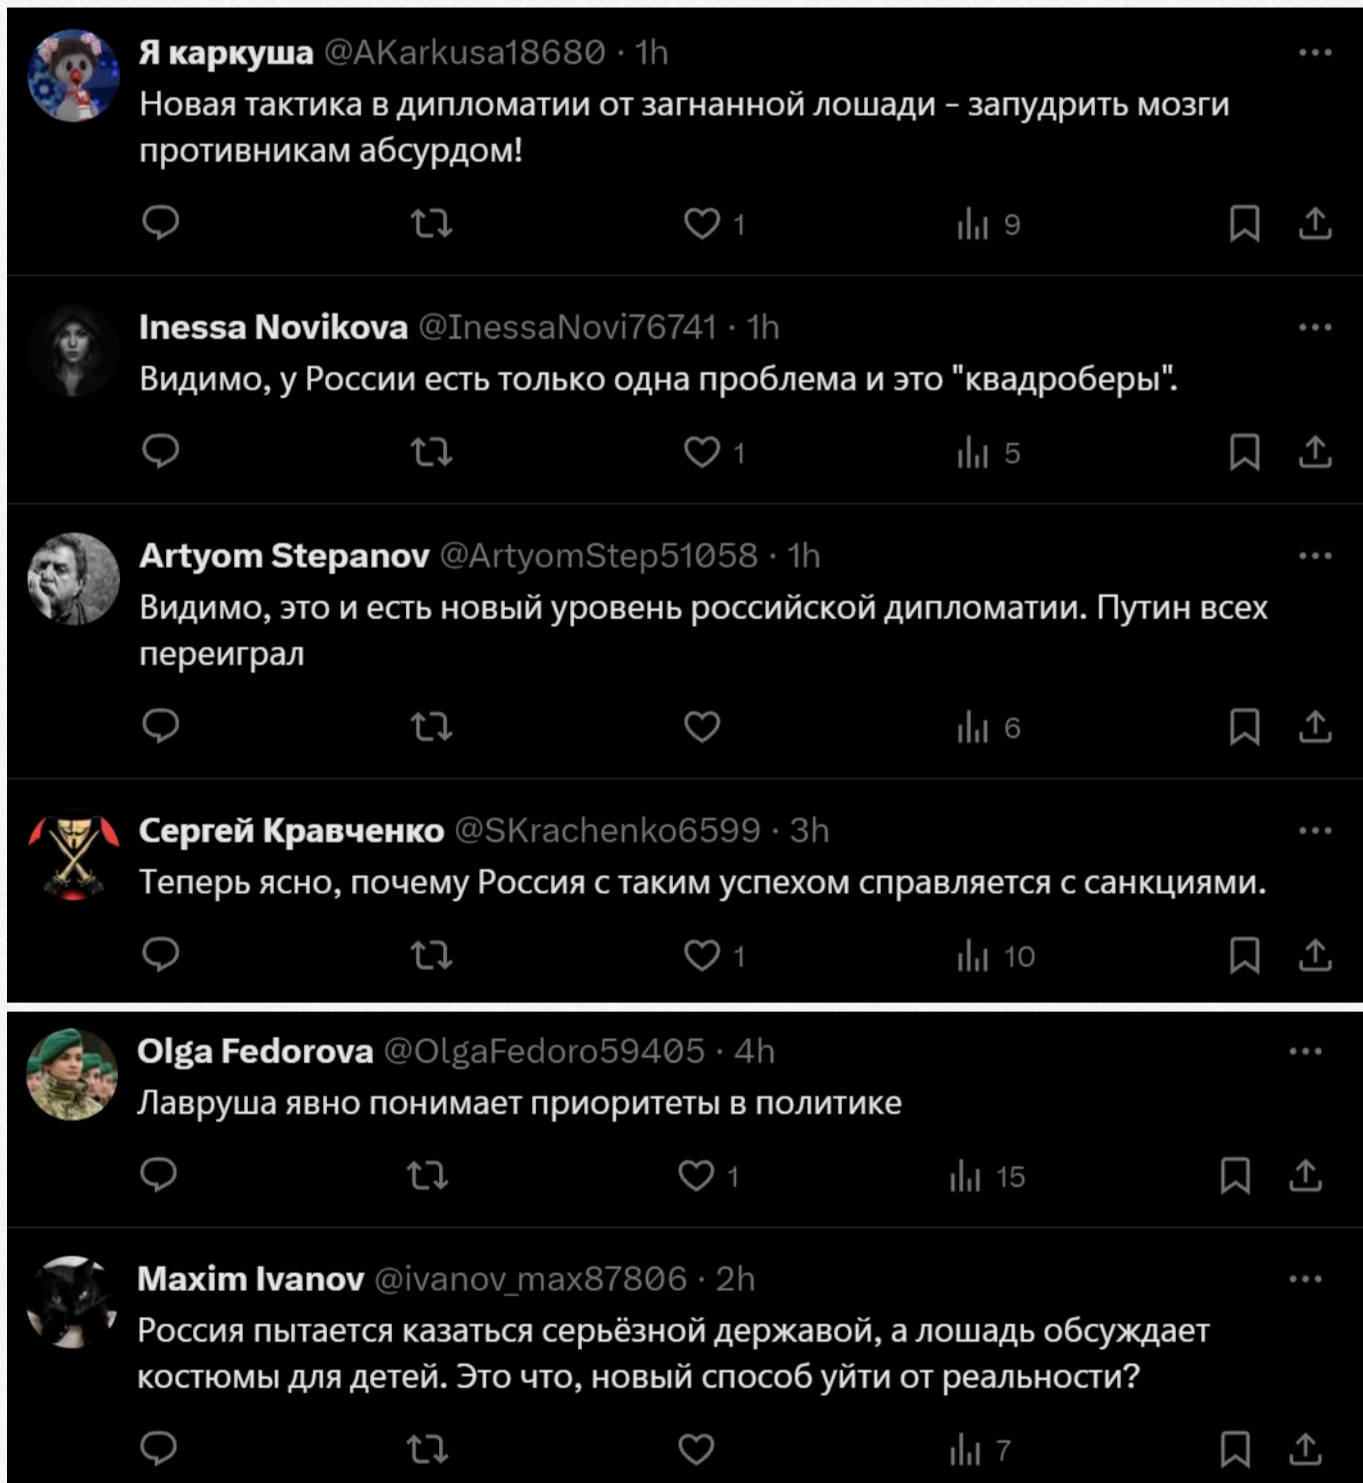 Я каркуша @AKarkusa18680 · 1h
Новая тактика в дипломатии от загнанной лошади – запудрить мозги
противникам абсурдом!
1 9
Inessa Novikova @InessaNovi76741 · 1h
Видимо, у России есть только одна проблема и это "квадроберы".
1 5
Artyom Stepanov @ArtyomStep51058 · 1h
Видимо, это и есть новый уровень российской дипломатии. Путин всех
переиграл
6
Сергей Кравченко @SKrachenko6599 · 3h
Теперь ясно, почему Россия с таким успехом справляется с санкциями.
1 10
Olga Fedorova @OlgaFedoro59405 · 4h
Лавруша явно понимает приоритеты в политике
1 15
Maxim Ivanov @ivanov_max87806 · 2h
Россия пытается казаться серьёзной державой, а лошадь обсуждает
костюмы для детей. Это что, новый способ уйти от реальности?
7